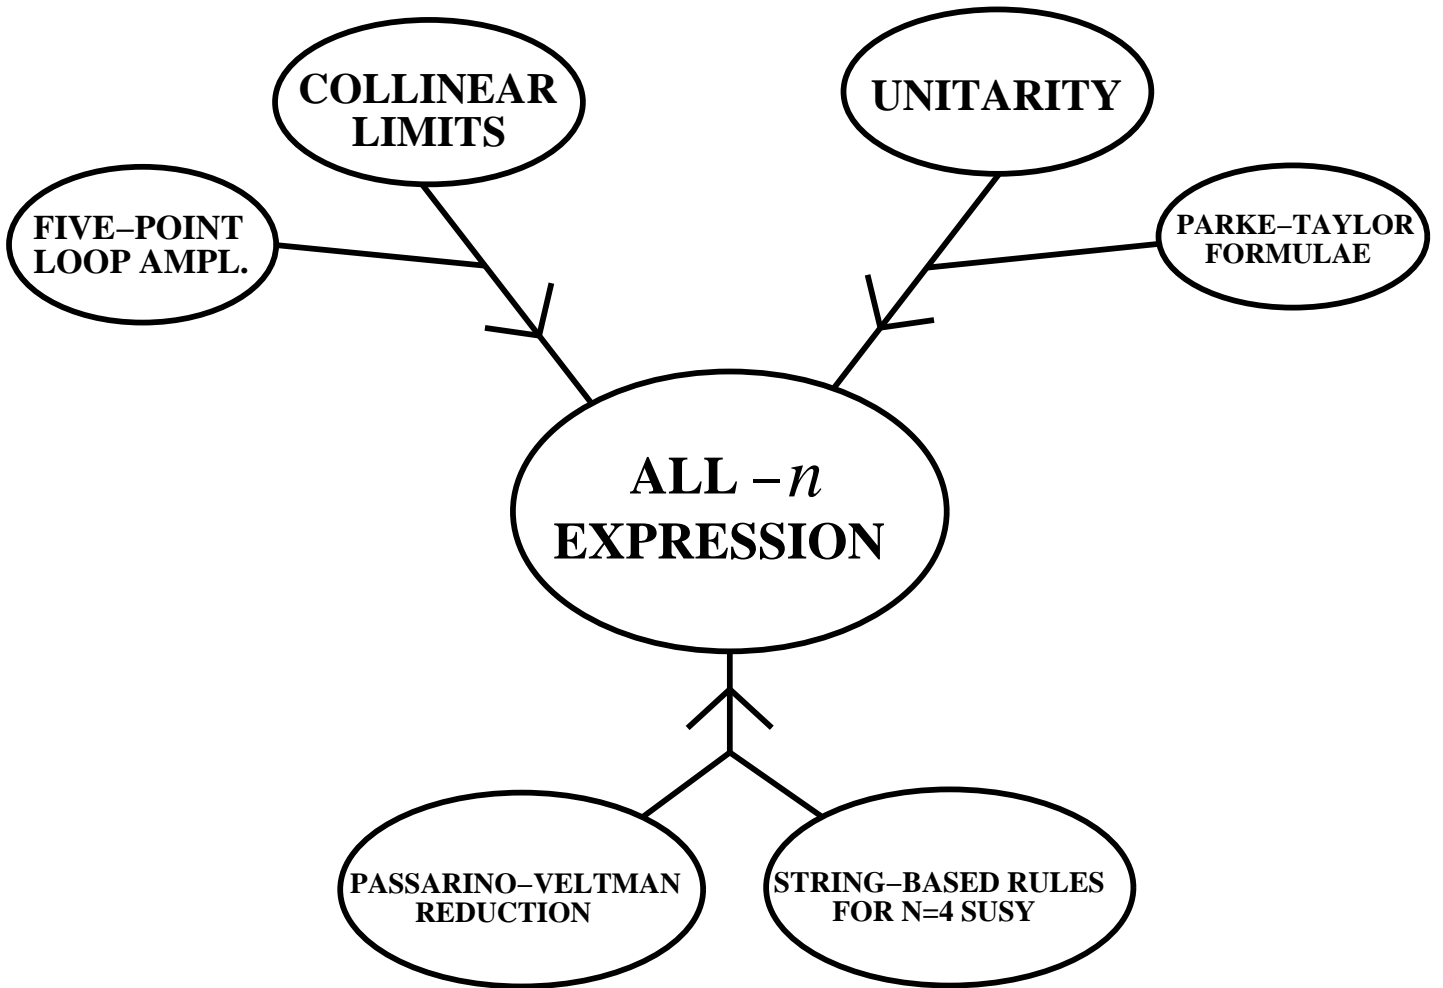 COLLINEAR
LIMITS
UNITARITY
FIVE−POINT
LOOP AMPL.
PARKE−TAYLOR
FORMULAE
ALL −n
EXPRESSION
PASSARINO−VELTMAN
REDUCTION
STRING−BASED RULES
FOR N=4 SUSY